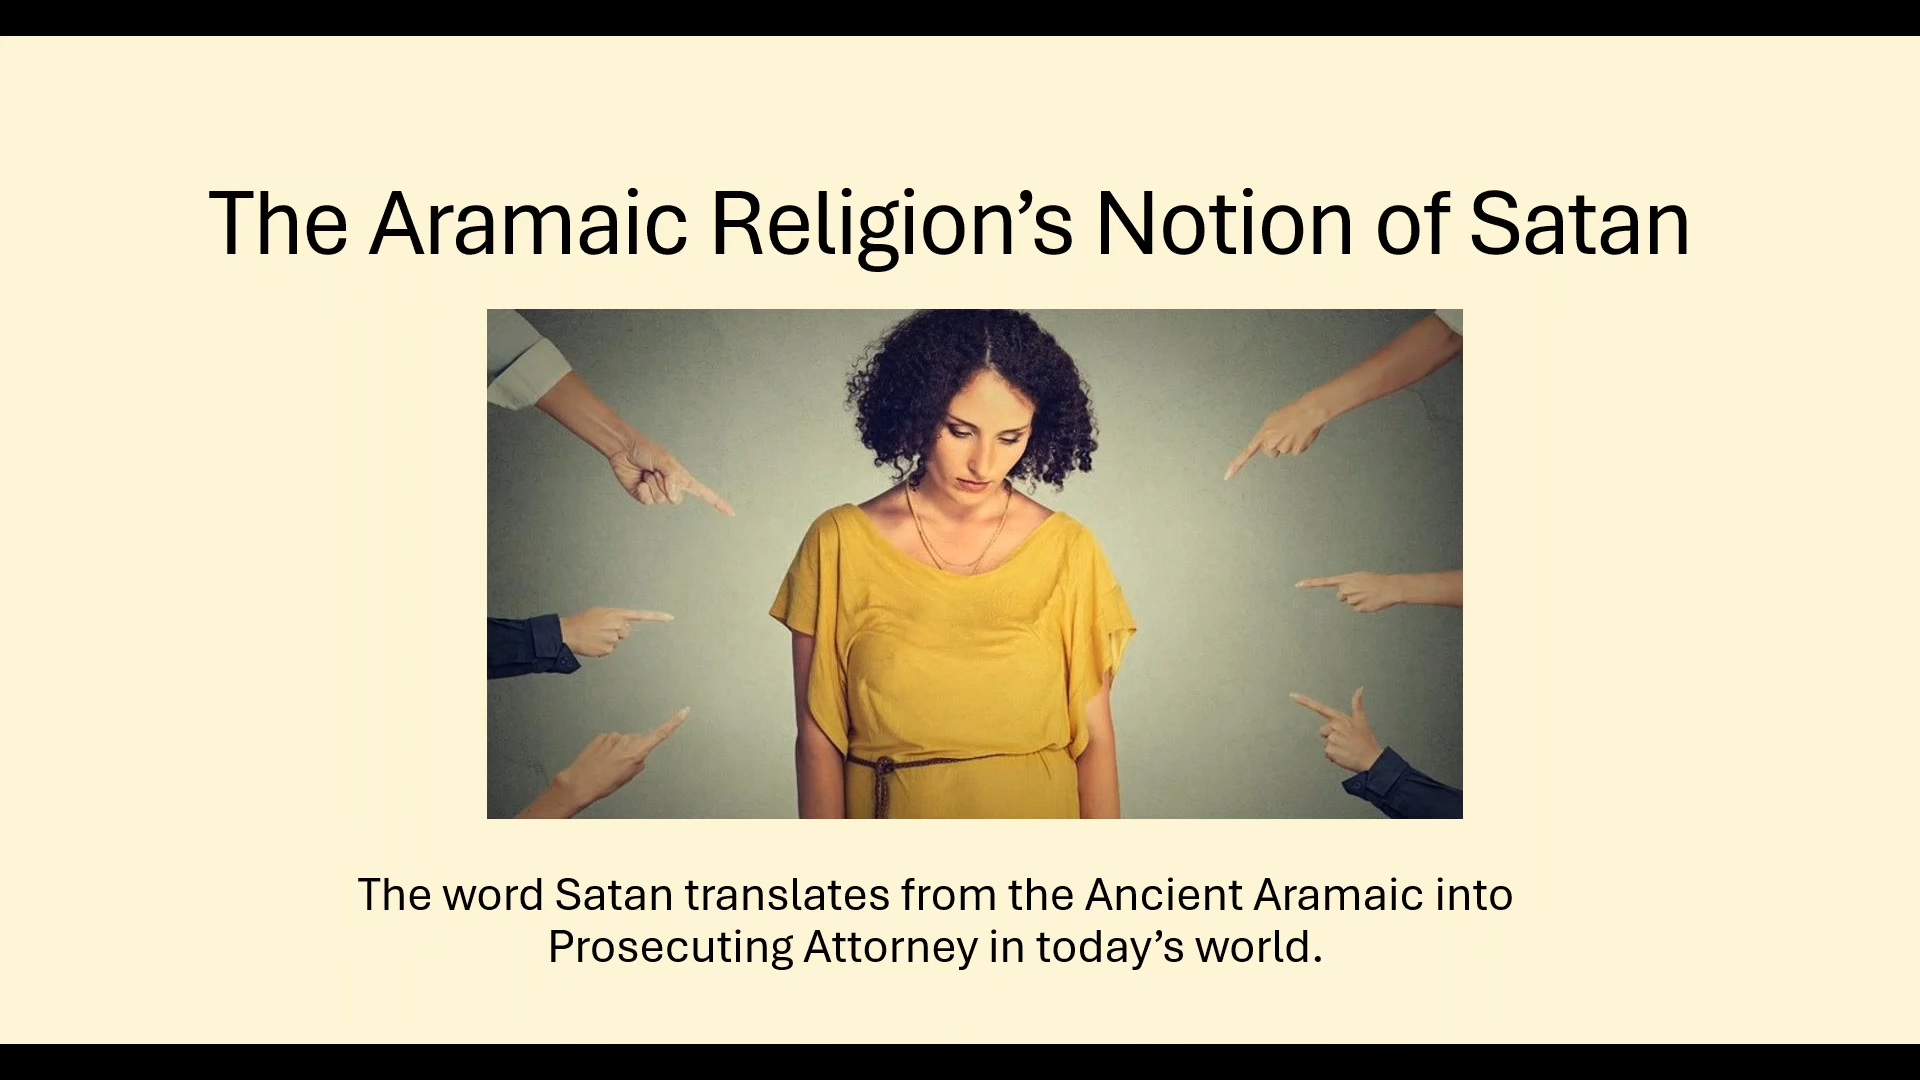 The Aramaic Religion’s Notion of Satan
The word Satan translates from the Ancient Aramaic into
Prosecuting Attorney in today’s world.